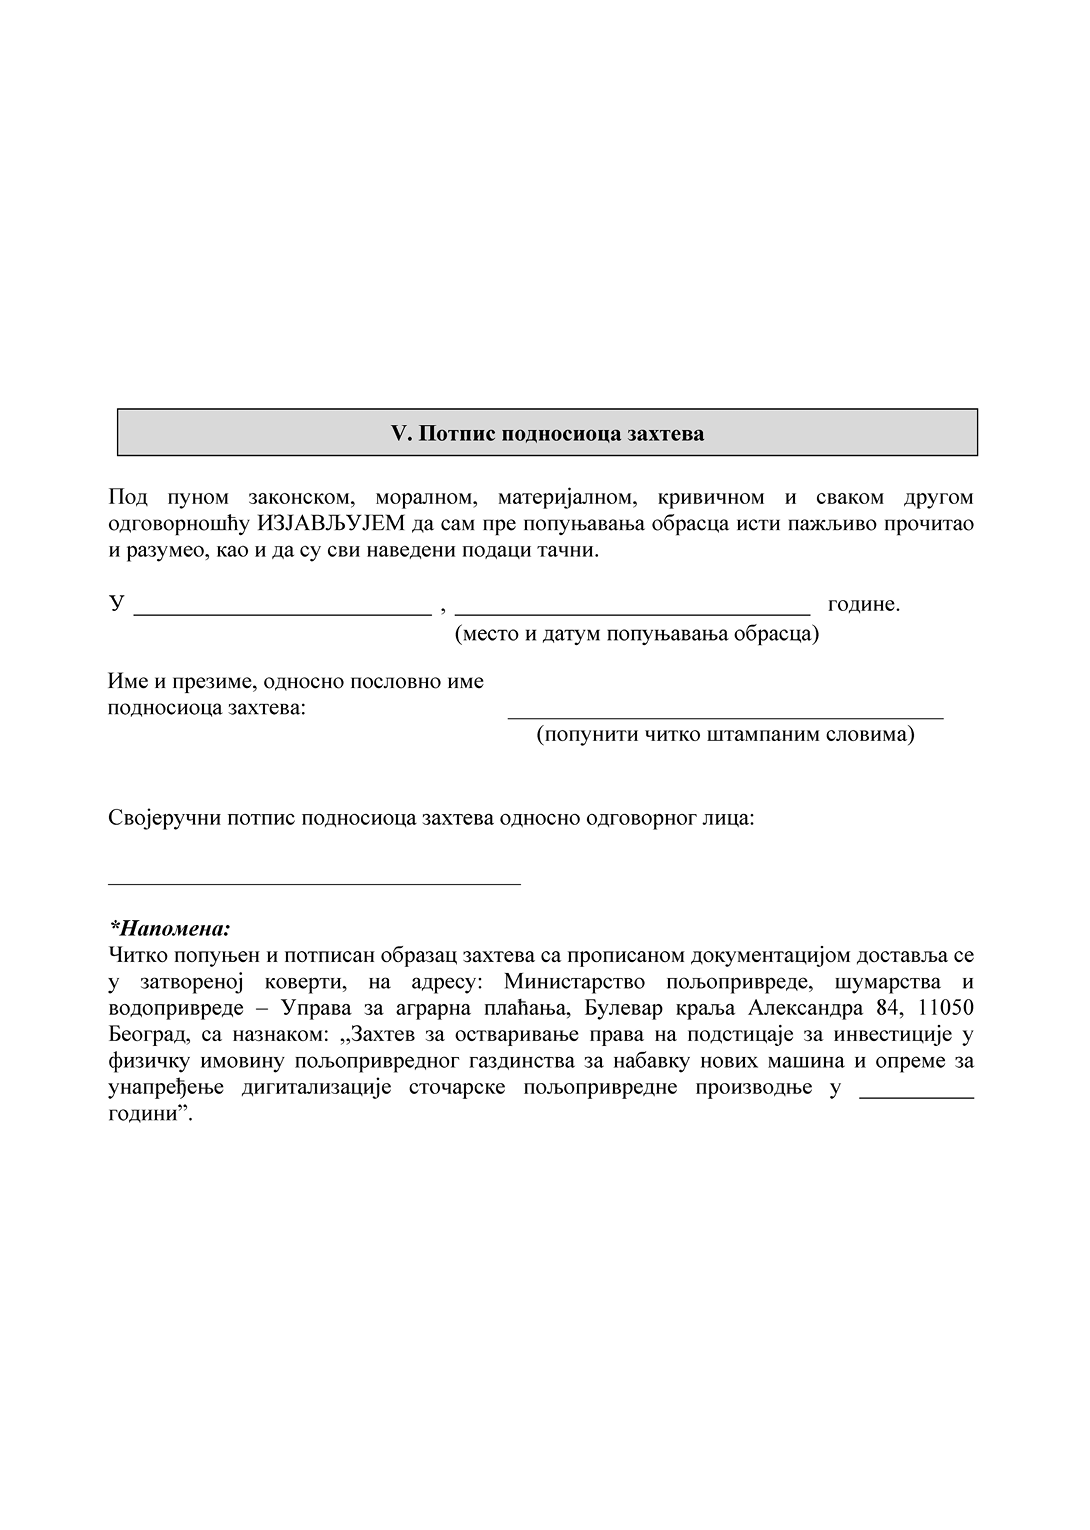 V. Потпис подносиоца захтева
Под пуном законском, моралном, материјалном, кривичном и сваком другом
одговорношћу ИЗЈАВЉУЈЕМ да сам пре попуњавања обрасца исти пажљиво прочитао
и разумео, као и да су сви наведени подаци тачни.
У _________________________ , ______________________________ године.
(место и датум попуњавања обрасца)
Име и презиме, односно пословно име
подносиоца захтева: _____________________________________
(попунити читко штампаним словима)
Својеручни потпис подносиоца захтева односно одговорног лица:
___________________________________
*Напомена:
Читко попуњен и потписан образац захтева са прописаном документацијом доставља се
у затвореној коверти, на адресу: Министарство пољопривреде, шумарства и
водопривреде – Управа за аграрна плаћања, Булевар краља Александра 84, 11050
Београд, са назнаком: ,,Захтев за остваривање права на подстицаје за инвестиције у
физичку имовину пољопривредног газдинства за набавку нових машина и опреме за
унапређење дигитализације сточарске пољопривредне производње у __________
години”.